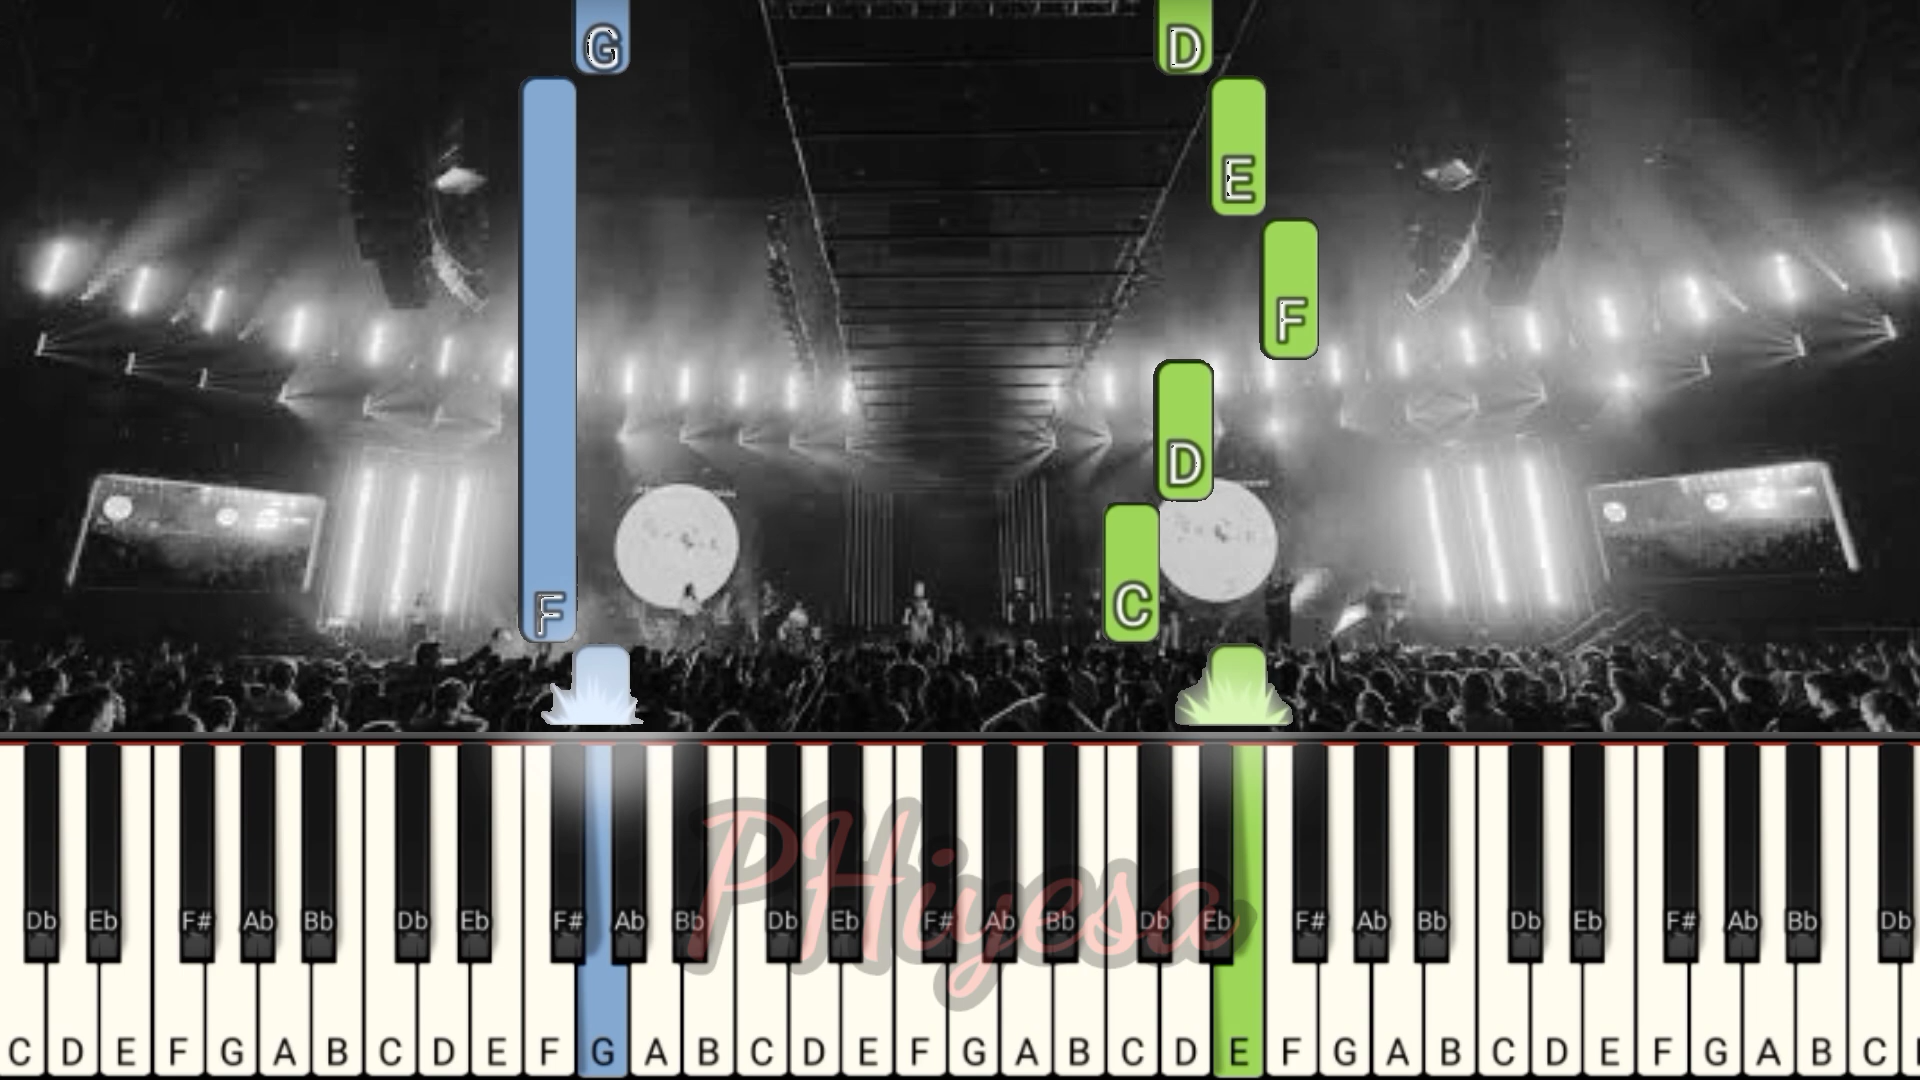 G D
E
F
D
F C
PHiyesa
Db Eb F# Ab Bb Db Eb F# Ab Bb Db Eb F# Ab Bb Db Eb F# Ab Bb Db Eb F# Ab Bb Db
C D E F G A B C D E F G A B C D E F G A B C D E F G A B C D E F G A B C